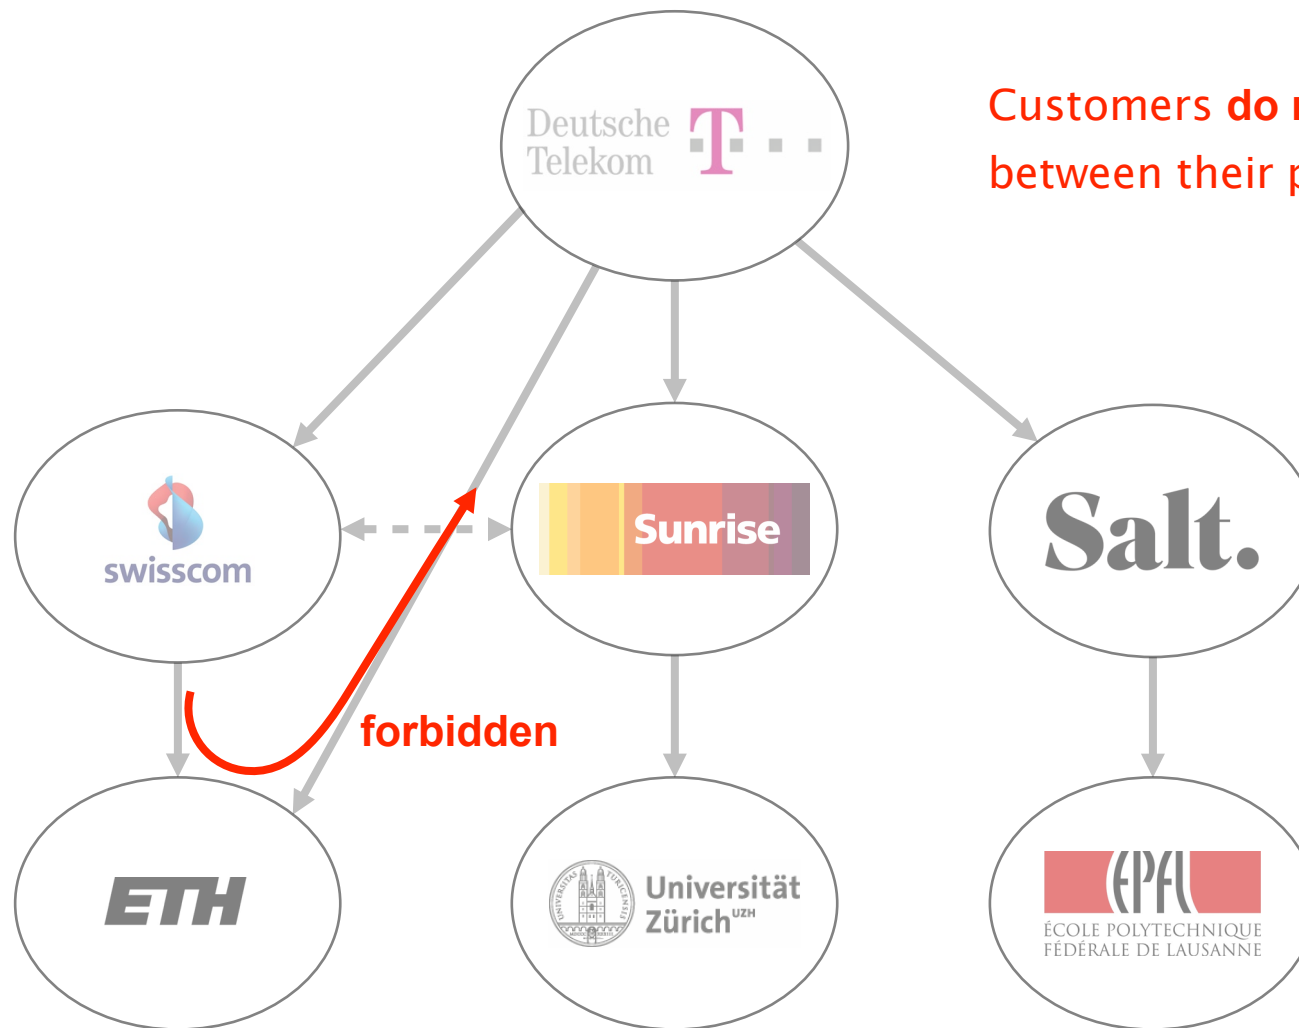 Deutsche
Telekom
Customers do
between their
swisscom
Sunrise
Salt.
forbidden
ETH
Universität
Zürich UZH
EPFL
ÉCOLE POLYTECHNIQUE
FÉDÉRALE DE LAUSANNE